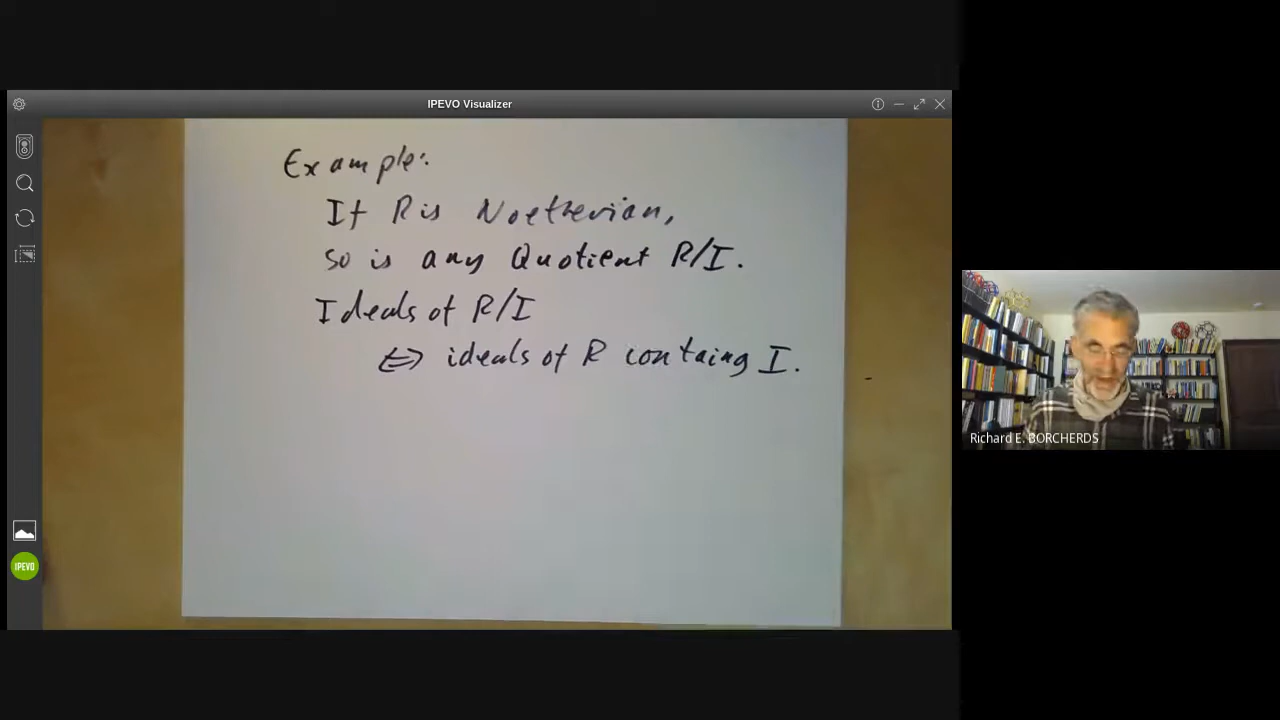 IPEVO Visualizer
Example:
If R is Noetherian,
so is any Quotient R/I.
Ideals of R/I
⇔ ideals of R containg I.
IPEVO
Richard E. BORCHERDS